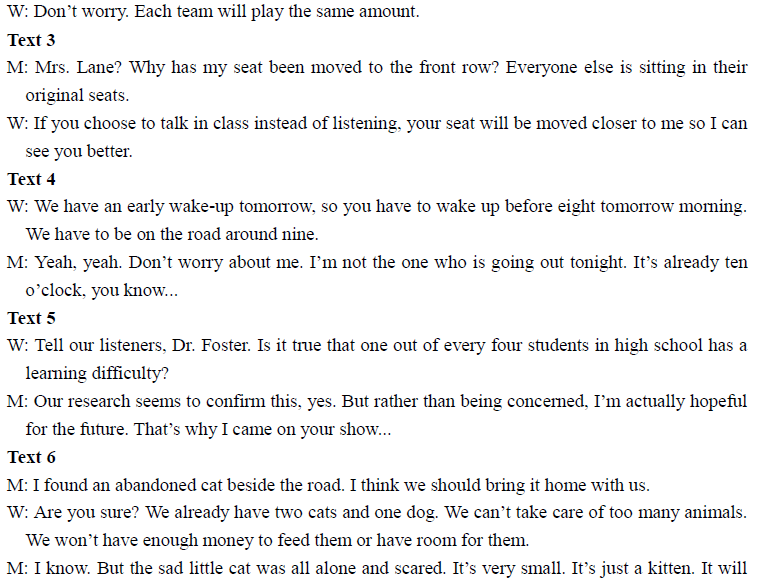 W: Don’t worry. Each team will play the same amount.
Text 3
M: Mrs. Lane? Why has my seat been moved to the front row? Everyone else is sitting in their
original seats.
W: If you choose to talk in class instead of listening, your seat will be moved closer to me so I can
see you better.
Text 4
W: We have an early wake-up tomorrow, so you have to wake up before eight tomorrow morning.
We have to be on the road around nine.
M: Yeah, yeah. Don’t worry about me. I’m not the one who is going out tonight. It’s already ten
o’clock, you know...
Text 5
W: Tell our listeners, Dr. Foster. Is it true that one out of every four students in high school has a
learning difficulty?
M: Our research seems to confirm this, yes. But rather than being concerned, I’m actually hopeful
for the future. That’s why I came on your show...
Text 6
M: I found an abandoned cat beside the road. I think we should bring it home with us.
W: Are you sure? We already have two cats and one dog. We can’t take care of too many animals.
We won’t have enough money to feed them or have room for them.
M: I know. But the sad little cat was all alone and scared. It’s very small. It’s just a kitten. It will